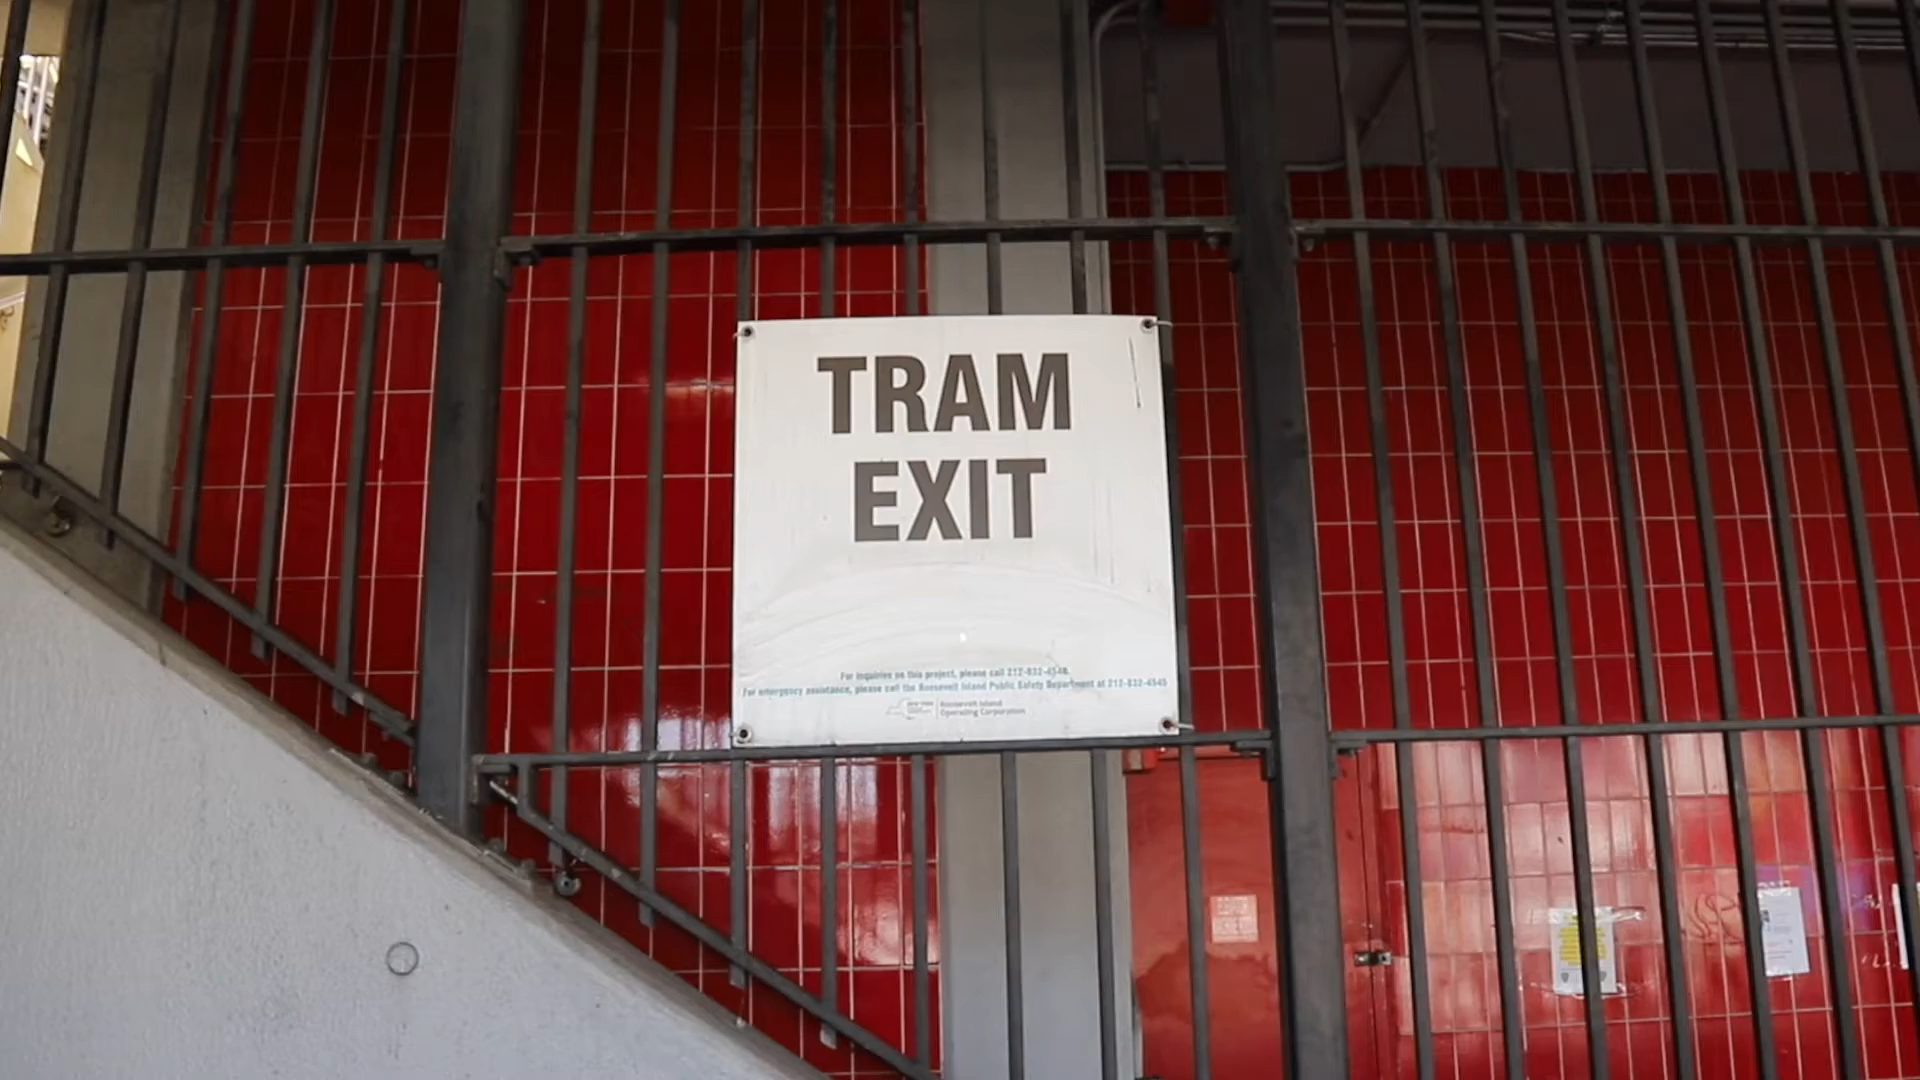 TRAM
EXIT
For inquiries on this project, please call 212-832-4540.
For emergency assistance, please call the Roosevelt Island Public Safety Department at 212-832-4545
Roosevelt Island
Operating Corporation